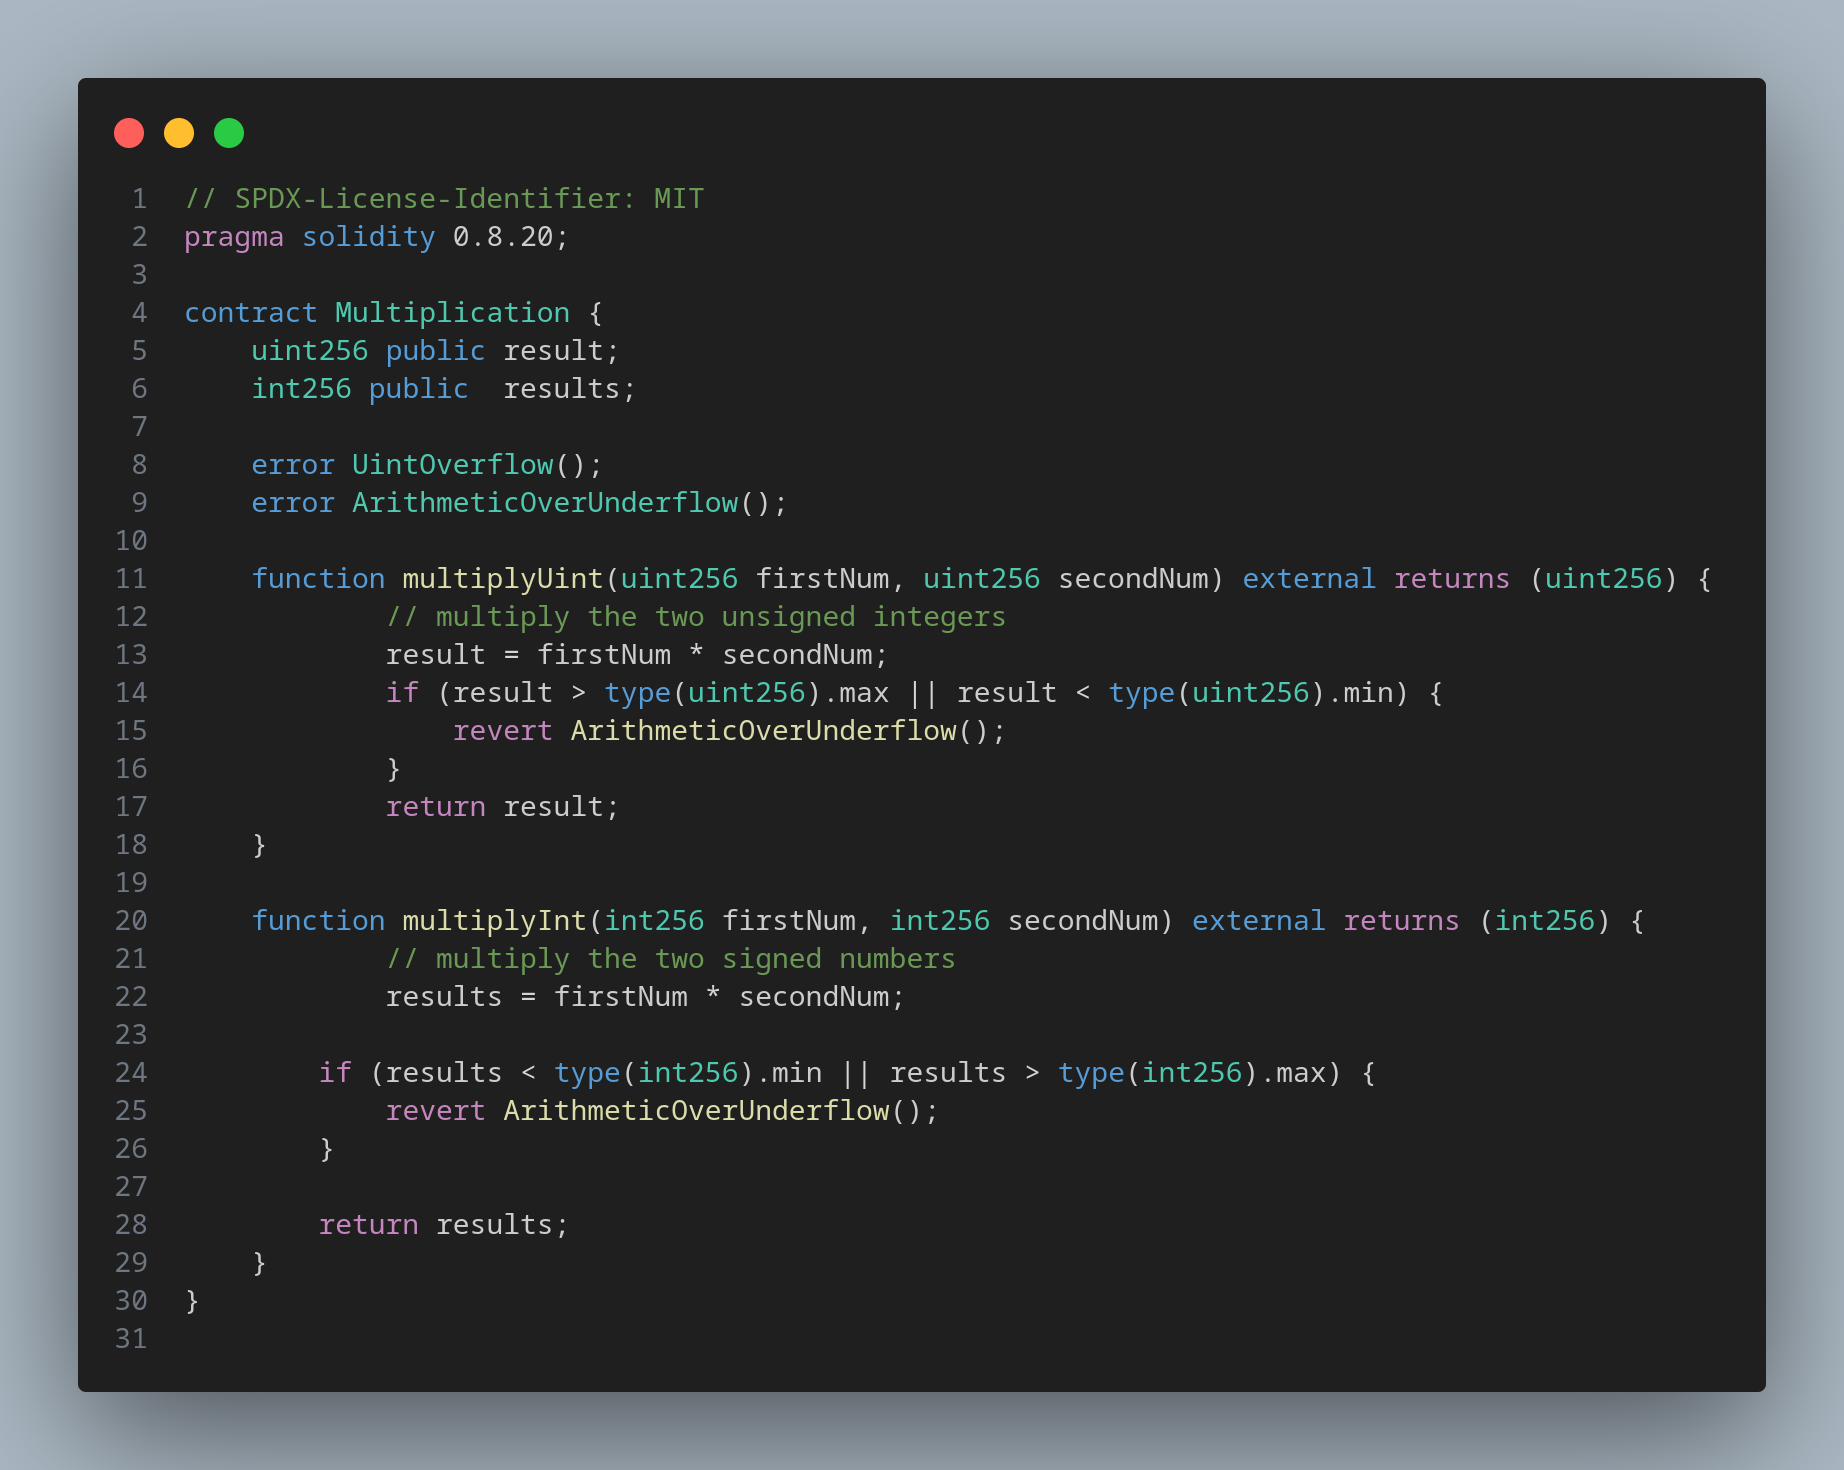 1 // SPDX-License-Identifier: MIT
2 pragma solidity 0.8.20;
3
4 contract Multiplication {
5     uint256 public result;
6     int256 public  results;
7
8     error UintOverflow();
9     error ArithmeticOverUnderflow();
10
11     function multiplyUint(uint256 firstNum, uint256 secondNum) external returns (uint256) {
12             // multiply the two unsigned integers
13             result = firstNum * secondNum;
14             if (result > type(uint256).max || result < type(uint256).min) {
15                 revert ArithmeticOverUnderflow();
16             }
17             return result;
18     }
19
20     function multiplyInt(int256 firstNum, int256 secondNum) external returns (int256) {
21             // multiply the two signed numbers
22             results = firstNum * secondNum;
23
24         if (results < type(int256).min || results > type(int256).max) {
25             revert ArithmeticOverUnderflow();
26         }
27
28         return results;
29     }
30 }
31